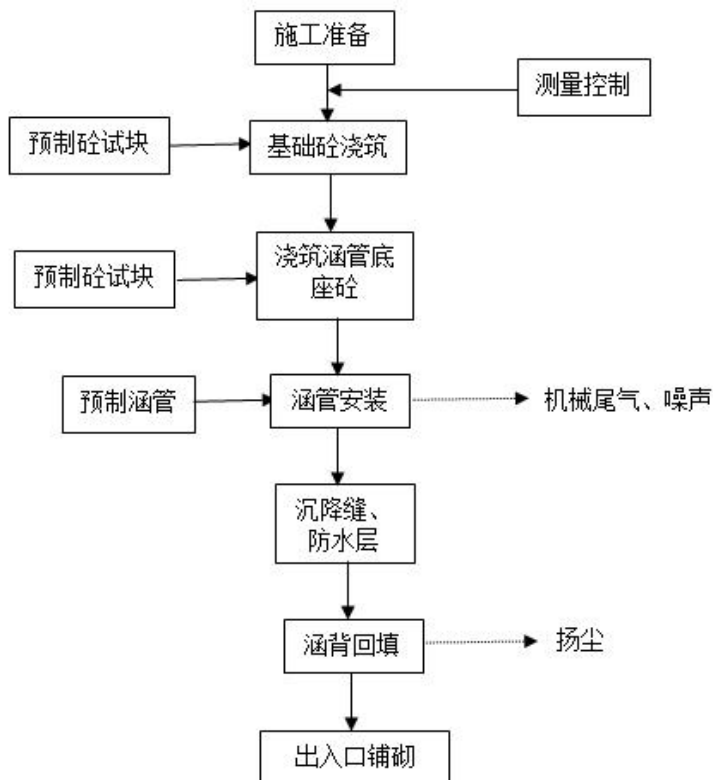 施工准备
测量控制
预制砼试块
基础砼浇筑
预制砼试块
浇筑涵管底
座砼
预制涵管
涵管安装
机械尾气、噪声
沉降缝、
防水层
涵背回填
扬尘
出入口铺砌